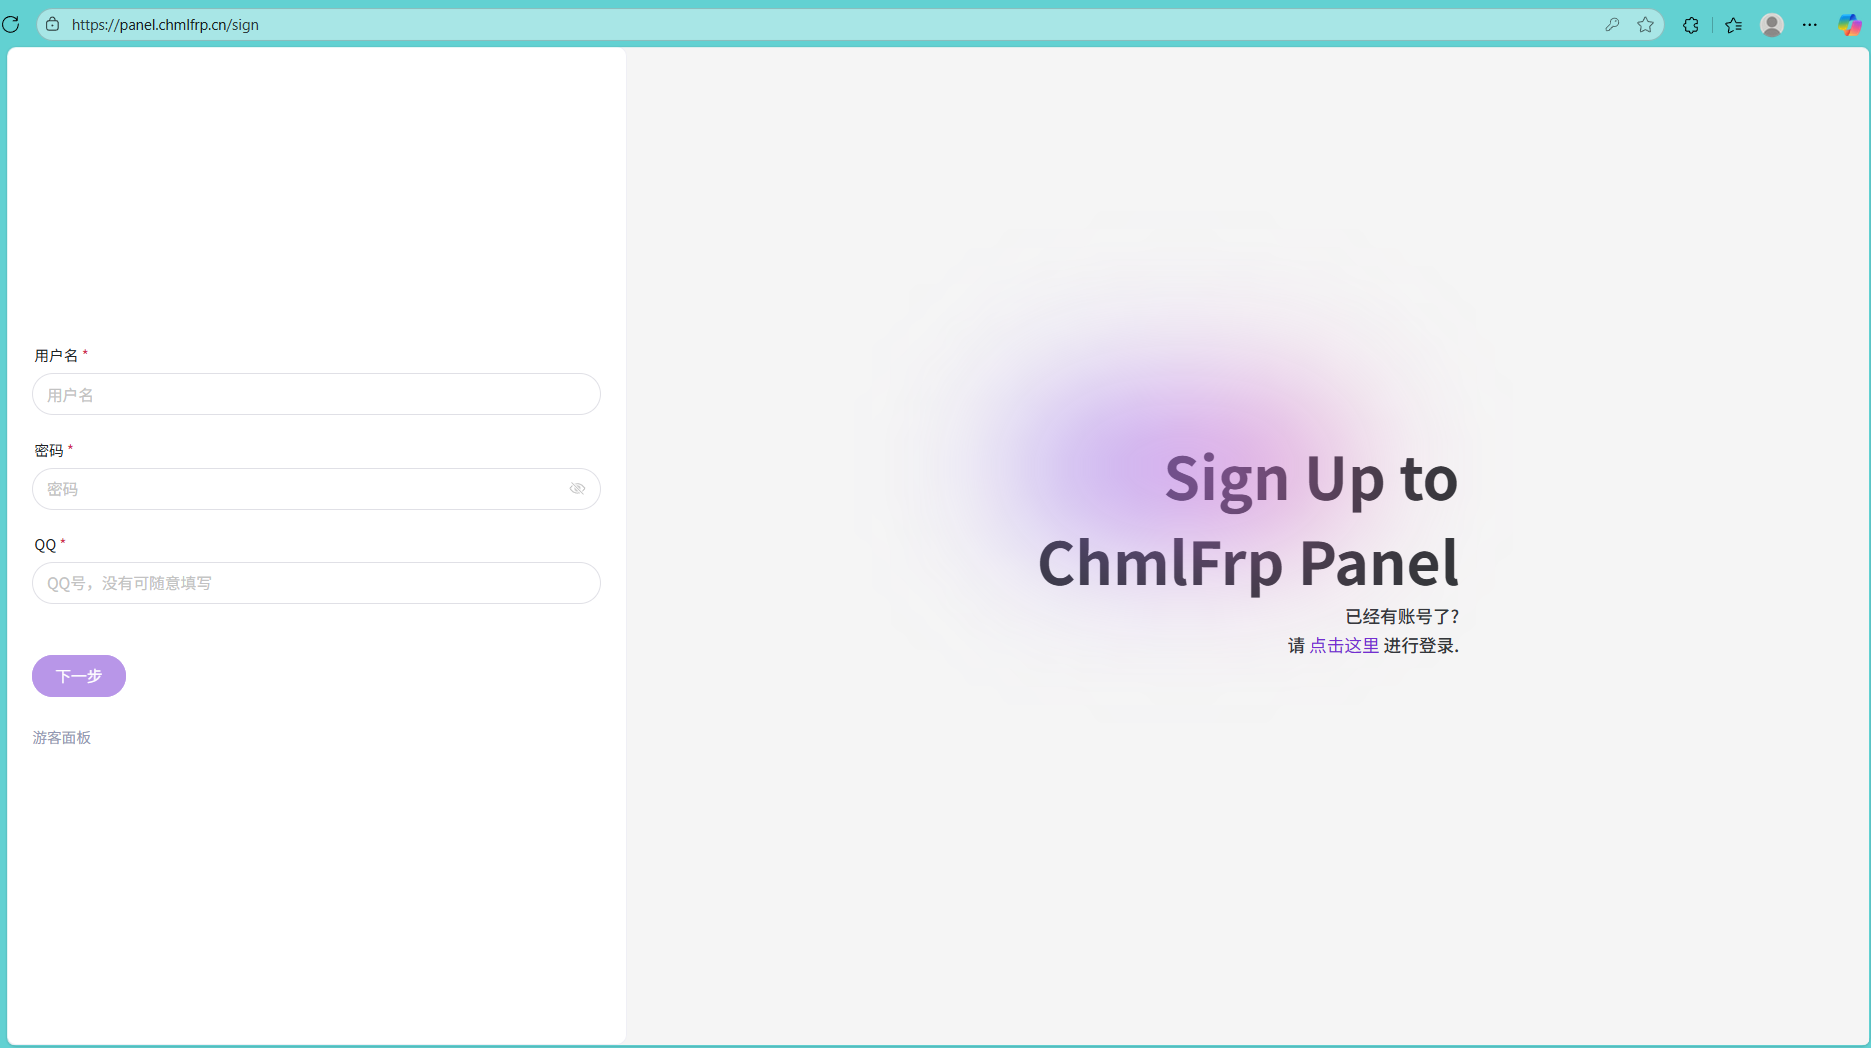 https://panel.chmlfrp.cn/sign
用户名 *
用户名
密码 *
密码
QQ *
QQ号，没有可随意填写
下一步
游客面板
Sign Up to
ChmlFrp Panel
已经有账号了?
请 点击这里 进行登录.